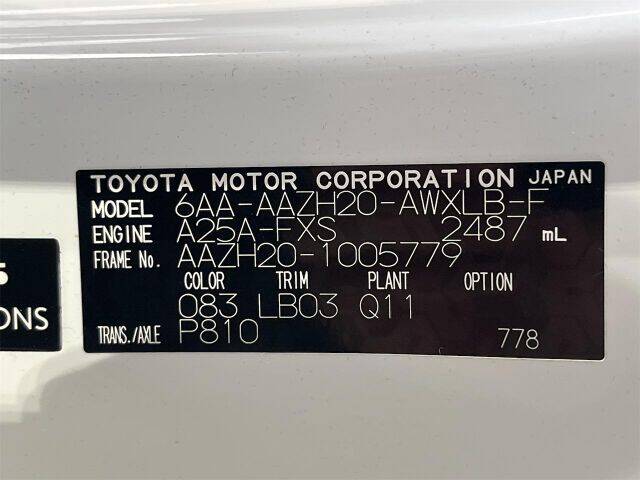 TOYOTA MOTOR CORPORATION JAPAN
MODEL 6AA-AAZH20-AWXLB-F
ENGINE A25A-FXS 2487 mL
FRAME No. AAZH20-1005779
COLOR TRIM PLANT OPTION
083 LB03 Q11
TRANS./AXLE P810 778